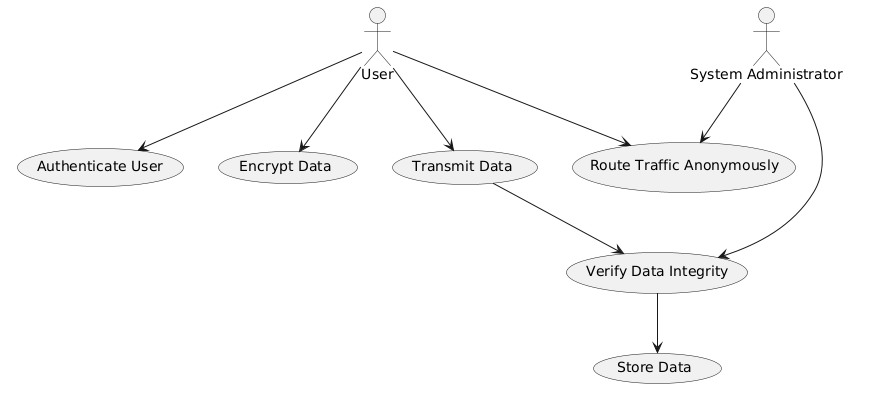 User
System Administrator
Authenticate User
Encrypt Data
Transmit Data
Route Traffic Anonymously
Verify Data Integrity
Store Data